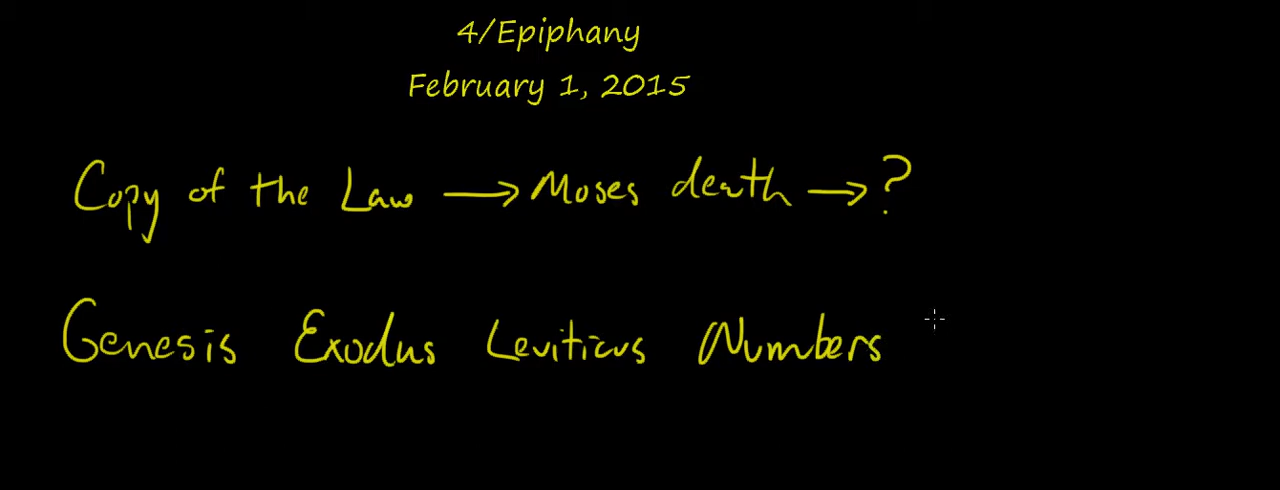 4/Epiphany
February 1, 2015
Copy of the Law → Moses death → ?
Genesis Exodus Leviticus Numbers